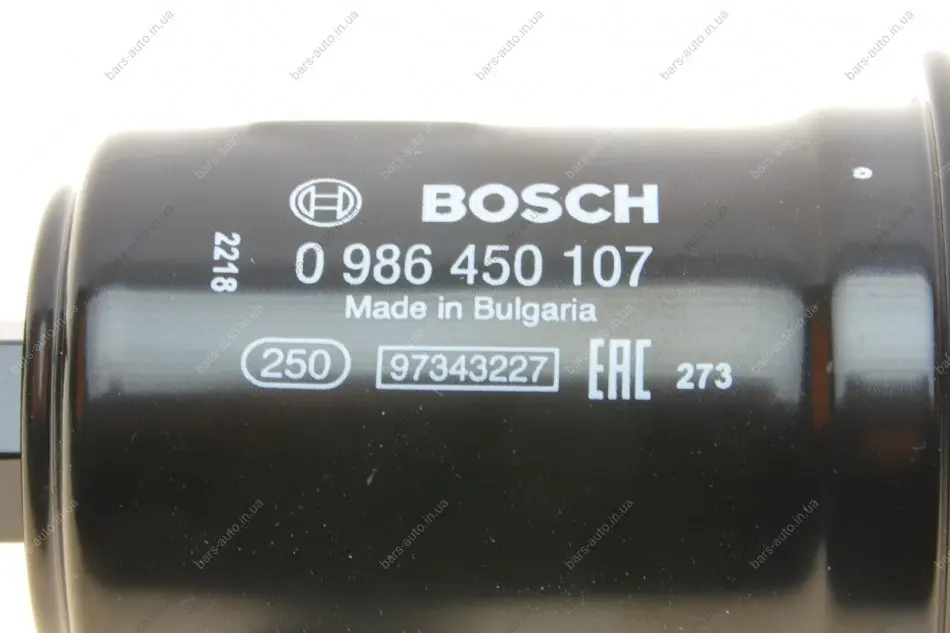 BOSCH
0 986 450 107
Made in Bulgaria
2218
250 97343227 EAC 273
bars-auto.in.ua